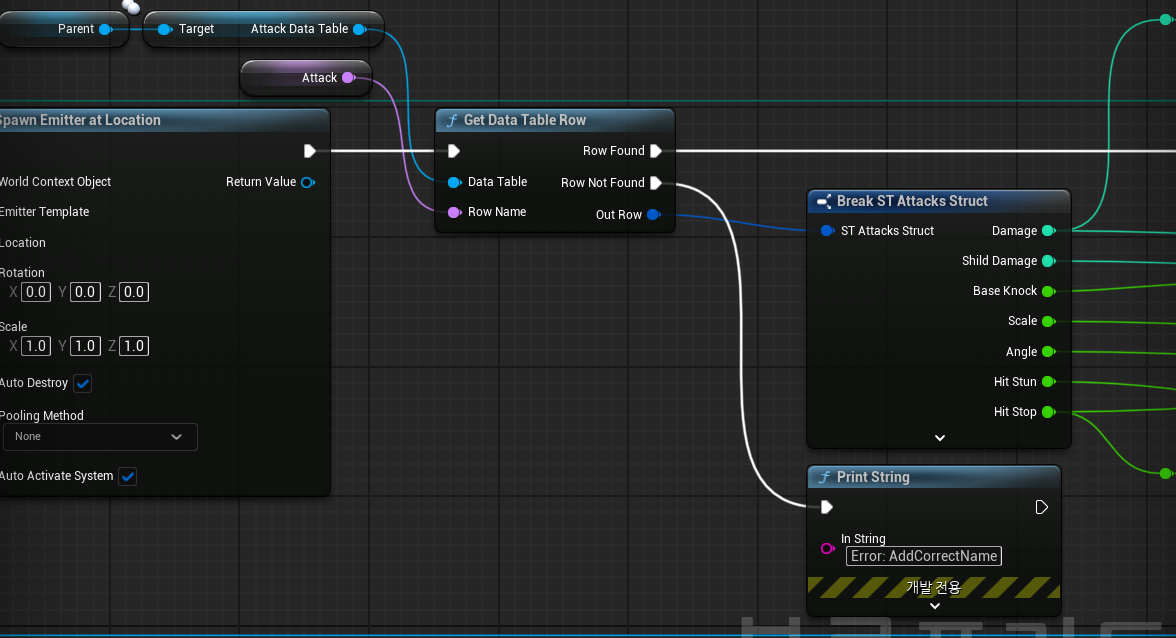 Parent
Target
Attack Data Table
Attack
Spawn Emitter at Location
World Context Object
Return Value
Emitter Template
Location
Rotation
X 0.0 Y 0.0 Z 0.0
Scale
X 1.0 Y 1.0 Z 1.0
Auto Destroy
Pooling Method
None
Auto Activate System
Get Data Table Row
Row Found
Data Table
Row Not Found
Row Name
Out Row
Break ST Attacks Struct
ST Attacks Struct
Damage
Shild Damage
Base Knock
Scale
Angle
Hit Stun
Hit Stop
Print String
In String
Error: AddCorrectName
개발 전용